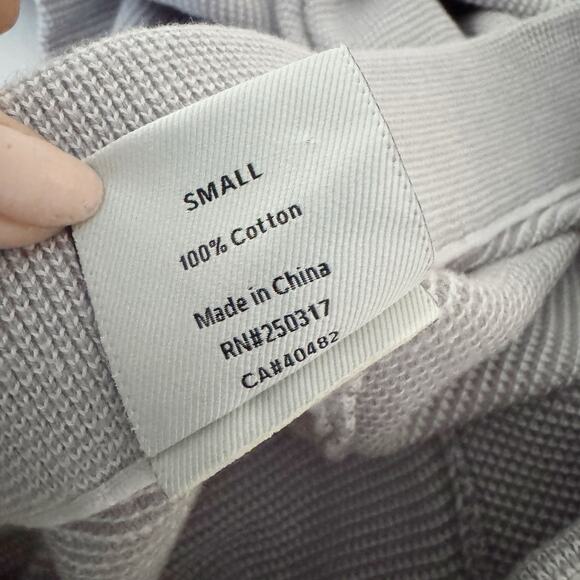 SMALL
100% Cotton
Made in China
RN#250317
CA#40482